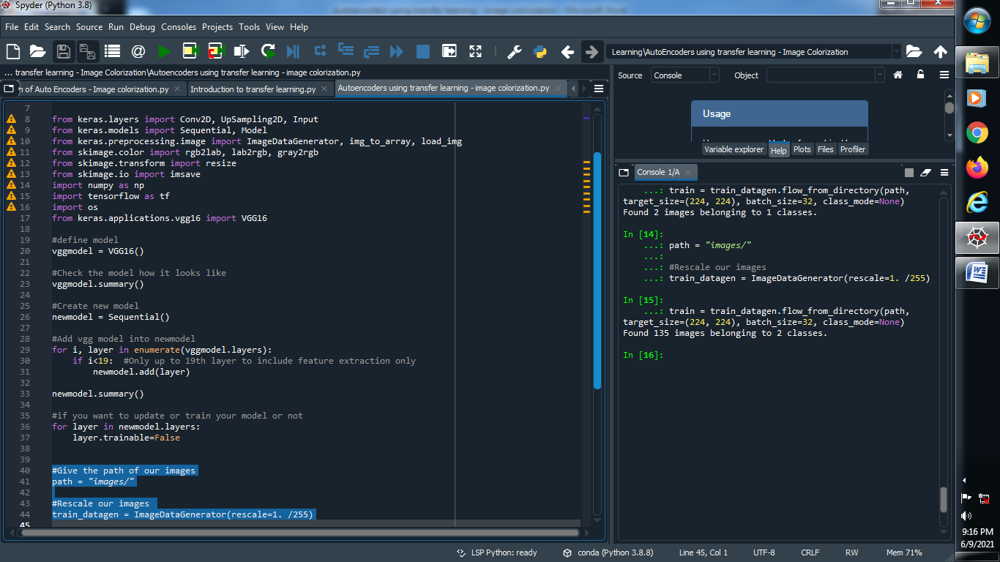 Spyder (Python 3.8)
File Edit Search Source Run Debug Consoles Projects Tools View Help
Learning\AutoEncoders using transfer learning - Image Colorization
... transfer learning - Image Colorization\Autoencoders using transfer learning - image colorization.py
n of Auto Encoders - Image colorization.py
Introduction to transfer learning.py
Autoencoders using transfer learning - image colorization.py
7
8 from keras.layers import Conv2D, UpSampling2D, Input
9 from keras.models import Sequential, Model
10 from keras.preprocessing.image import ImageDataGenerator, img_to_array, load_img
11 from skimage.color import rgb2lab, lab2rgb, gray2rgb
12 from skimage.transform import resize
13 from skimage.io import imsave
14 import numpy as np
15 import tensorflow as tf
16 import os
17 from keras.applications.vgg16 import VGG16
18
19 #define model
20 vggmodel = VGG16()
21
22 #Check the model how it looks like
23 vggmodel.summary()
24
25 #Create new model
26 newmodel = Sequential()
27
28 #Add vgg model into newmodel
29 for i, layer in enumerate(vggmodel.layers):
30     if i<19:  #Only up to 19th layer to include feature extraction only
31         newmodel.add(layer)
32
33 newmodel.summary()
34
35 #if you want to update or train your model or not
36 for layer in newmodel.layers:
37     layer.trainable=False
38
39
40 #Give the path of our images
41 path = "images/"
42
43 #Rescale our images
44 train_datagen = ImageDataGenerator(rescale=1. /255)
45
Source Console Object
Usage
Variable explorer Help Plots Files Profiler
Console 1/A
...: train = train_datagen.flow_from_directory(path,
target_size=(224, 224), batch_size=32, class_mode=None)
Found 2 images belonging to 1 classes.
In [14]:
...: path = "images/"
...:
...: #Rescale our images
...: train_datagen = ImageDataGenerator(rescale=1. /255)
In [15]:
...: train = train_datagen.flow_from_directory(path,
target_size=(224, 224), batch_size=32, class_mode=None)
Found 135 images belonging to 2 classes.
In [16]:
LSP Python: ready conda (Python 3.8.8) Line 45, Col 1 UTF-8 CRLF RW Mem 71%
9:16 PM
6/9/2021